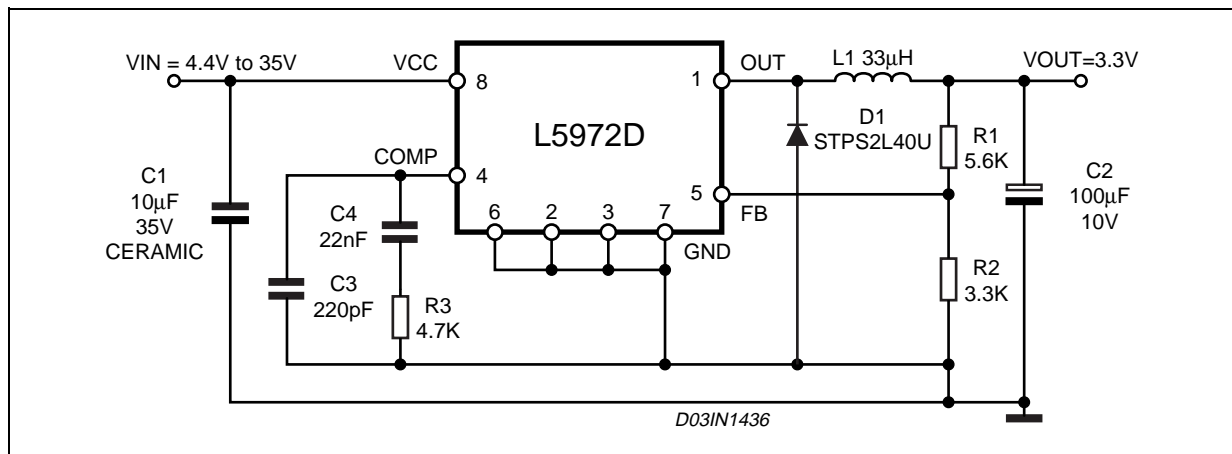 VIN = 4.4V to 35V
VCC
8
1
OUT
L1 33μH
VOUT=3.3V
L5972D
D1
STPS2L40U
R1
5.6K
COMP
4
5
FB
C1
10μF
35V
CERAMIC
C4
22nF
6
2
3
7
GND
C2
100μF
10V
C3
220pF
R3
4.7K
R2
3.3K
D03IN1436